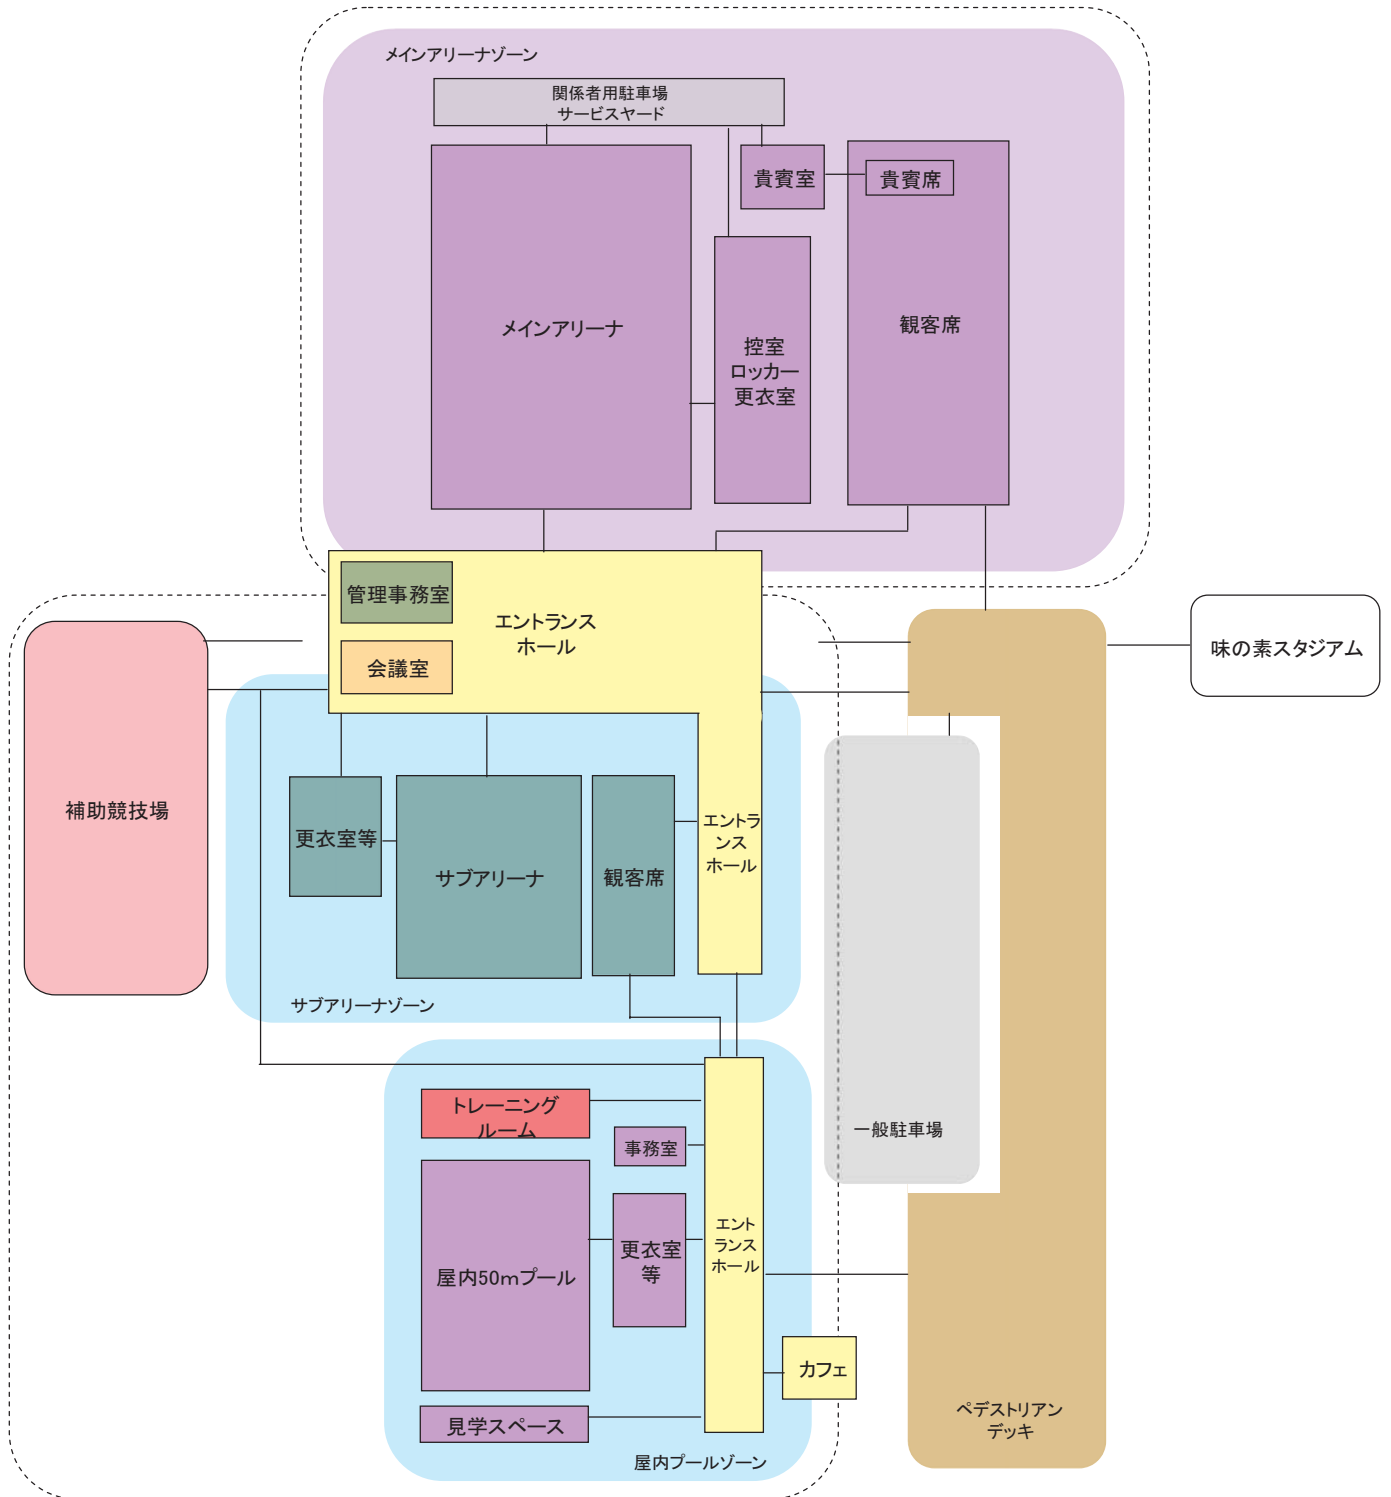 メインアリーナゾーン
関係者用駐車場
サービスヤード
貴賓室
貴賓席
メインアリーナ
控室
ロッカー
更衣室
観客席
管理事務室
会議室
エントランス
ホール
味の素スタジアム
補助競技場
更衣室等
サブアリーナ
観客席
エントラ
ンス
ホール
サブアリーナゾーン
トレーニング
ルーム
事務室
一般駐車場
屋内50mプール
更衣室
等
エント
ランス
ホール
カフェ
見学スペース
屋内プールゾーン
ペデストリアン
デッキ